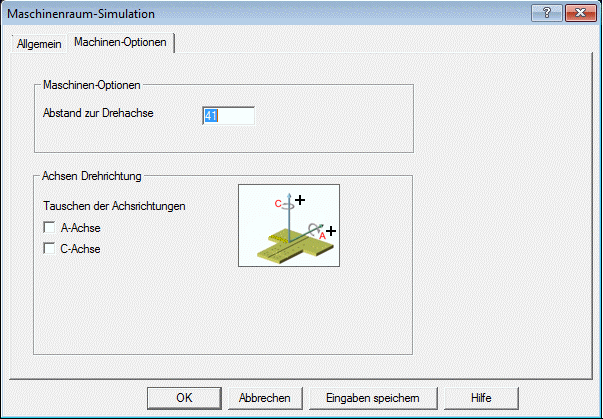 Maschinenraum-Simulation
Allgemein
Machinen-Optionen
Maschinen-Optionen
Abstand zur Drehachse
41
Achsen Drehrichtung
Tauschen der Achsrichtungen
A-Achse
C-Achse
C +
A +
OK
Abbrechen
Eingaben speichern
Hilfe